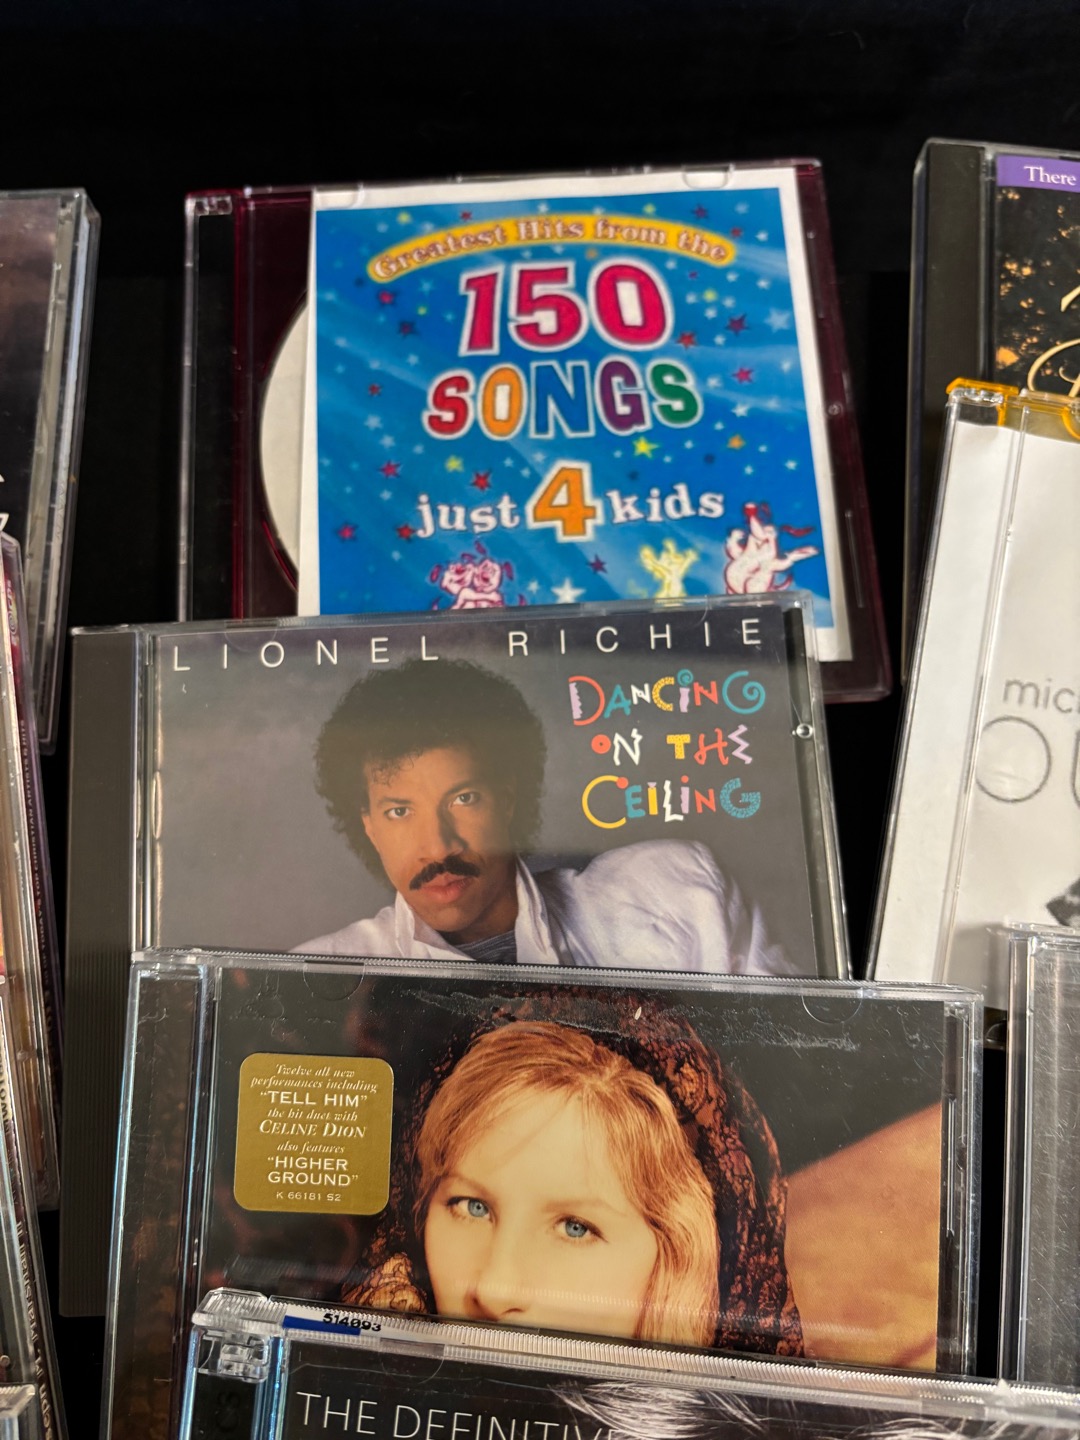 There
Greatest Hits from the
150
SONGS
just 4 kids
LIONEL RICHIE
DANCING
ON THE
CEILING
Twelve all new
performances including
"TELL HIM"
the hit duet with
CELINE DION
also features
"HIGHER
GROUND"
K 66181 S2
514093
THE DEFINITIVE
mic
OU